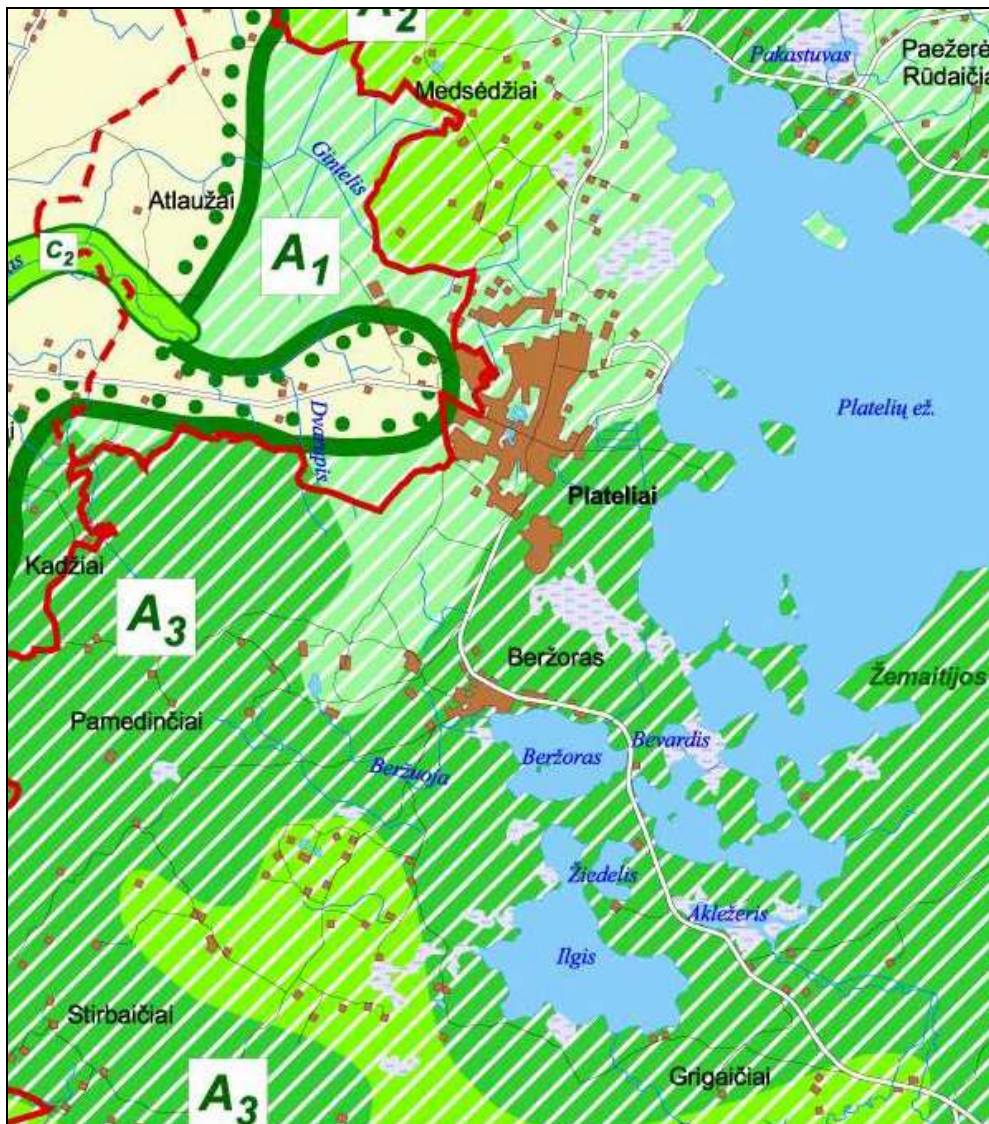 A2
Pakastuvas
Paežerė
Rūdaičia
Medsėdžiai
Gintelis
Atlaužai
C2
A1
Platelių ež.
Dvarupis
Plateliai
Kadžiai
A3
Beržoras
Žemaitijos
Pamedinčiai
Bevardis
Beržoras
Beržuoja
Žiedelis
Akležeris
Ilgis
Stirbaičiai
Grigaičiai
A3